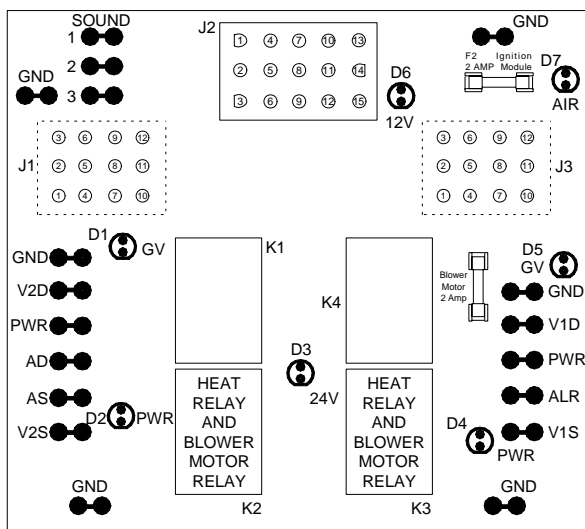 SOUND
1
2
3
GND
J2
1 4 7 10 13
2 5 8 11 14
3 6 9 12 15
D6
12V
GND
F2 Ignition
2 AMP Module
D7
AIR
J1
3 6 9 12
2 5 8 11
1 4 7 10
J3
3 6 9 12
2 5 8 11
1 4 7 10
D1
GV
GND
V2D
PWR
AD
AS
V2S
D2
PWR
GND
K1
HEAT
RELAY
AND
BLOWER
MOTOR
RELAY
K2
D3
24V
K4
HEAT
RELAY
AND
BLOWER
MOTOR
RELAY
K3
Blower
Motor
2 Amp
D5
GV
GND
V1D
PWR
ALR
V1S
D4
PWR
GND